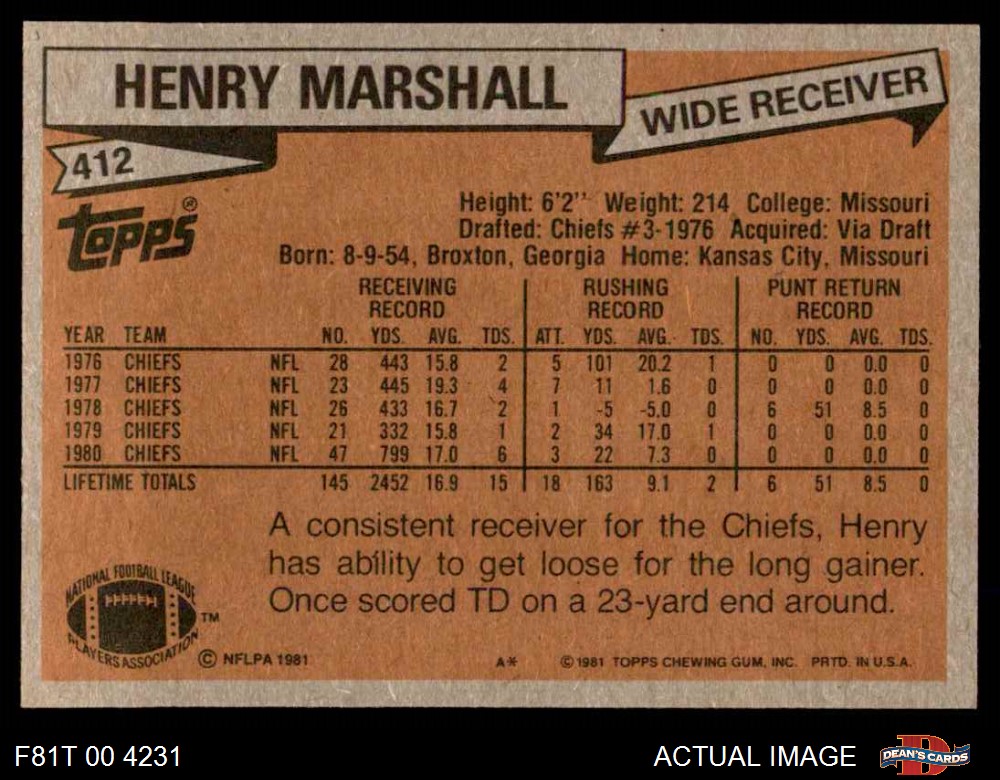 HENRY MARSHALL
WIDE RECEIVER
412
topps®
Height: 6'2" Weight: 214 College: Missouri
Drafted: Chiefs #3-1976 Acquired: Via Draft
Born: 8-9-54, Broxton, Georgia Home: Kansas City, Missouri
RECEIVING RECORD RUSHING RECORD PUNT RETURN RECORD
YEAR TEAM NO. YDS. AVG. TDS. ATT. YDS. AVG. TDS. NO. YDS. AVG. TDS.
1976 CHIEFS NFL 28 443 15.8 2 5 101 20.2 1 0 0 0.0 0
1977 CHIEFS NFL 23 445 19.3 4 7 11 1.6 0 0 0 0.0 0
1978 CHIEFS NFL 26 433 16.7 2 1 -5 -5.0 0 6 51 8.5 0
1979 CHIEFS NFL 21 332 15.8 1 2 34 17.0 1 0 0 0.0 0
1980 CHIEFS NFL 47 799 17.0 6 3 22 7.3 0 0 0 0.0 0
LIFETIME TOTALS 145 2452 16.9 15 18 163 9.1 2 6 51 8.5 0
A consistent receiver for the Chiefs, Henry
has ability to get loose for the long gainer.
Once scored TD on a 23-yard end around.
NATIONAL FOOTBALL LEAGUE
PLAYERS ASSOCIATION
TM
© NFLPA 1981 A* © 1981 TOPPS CHEWING GUM, INC. PRTD. IN U.S.A.
F81T 00 4231 ACTUAL IMAGE DEAN'S CARDS